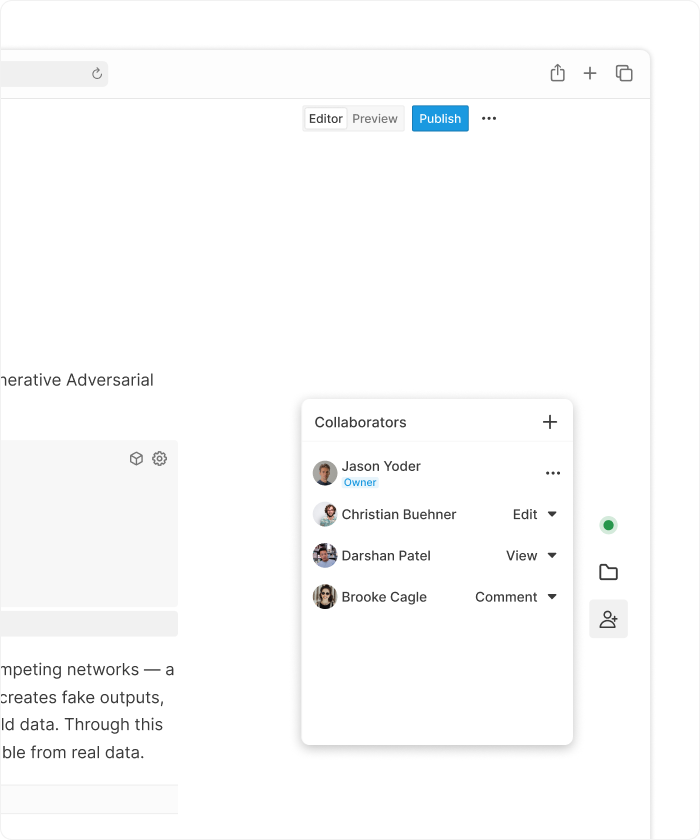 Editor Preview Publish
nerative Adversarial
Collaborators
Jason Yoder
Owner
Christian Buehner Edit
Darshan Patel View
Brooke Cagle Comment
mpeting networks — a
creates fake outputs,
ld data. Through this
ble from real data.